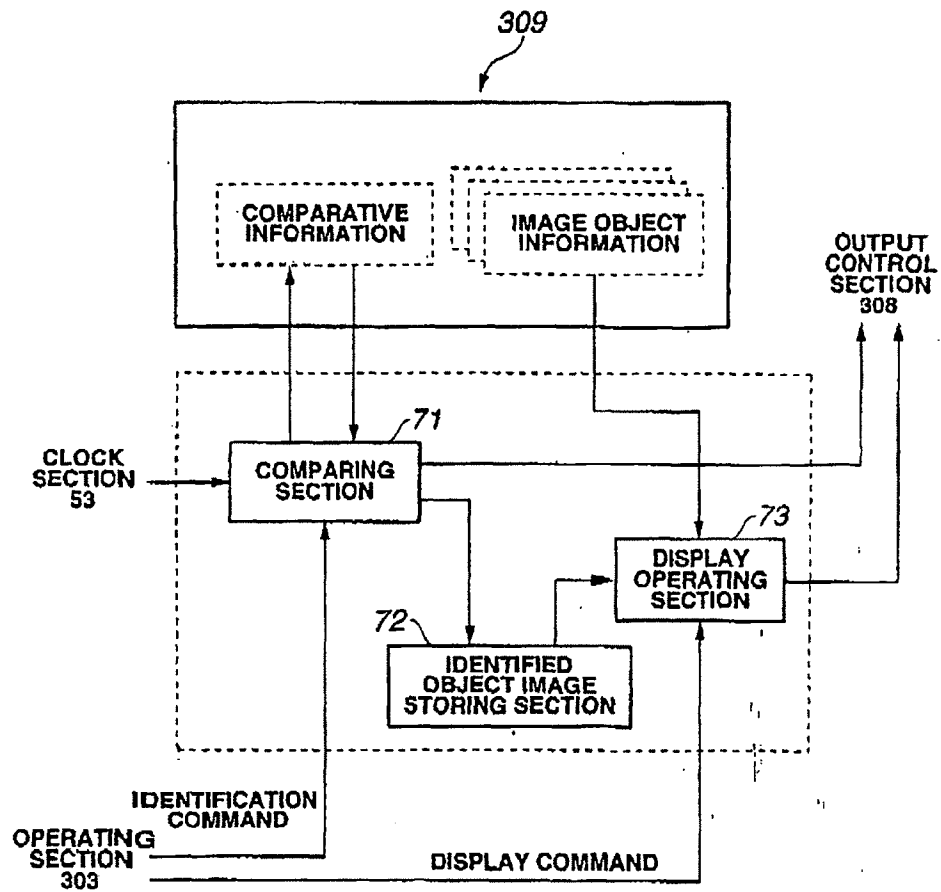 309
COMPARATIVE
INFORMATION
IMAGE OBJECT
INFORMATION
OUTPUT
CONTROL
SECTION
308
71
CLOCK
SECTION
53
COMPARING
SECTION
73
DISPLAY
OPERATING
SECTION
72
IDENTIFIED
OBJECT IMAGE
STORING SECTION
IDENTIFICATION
COMMAND
OPERATING
SECTION
303
DISPLAY COMMAND